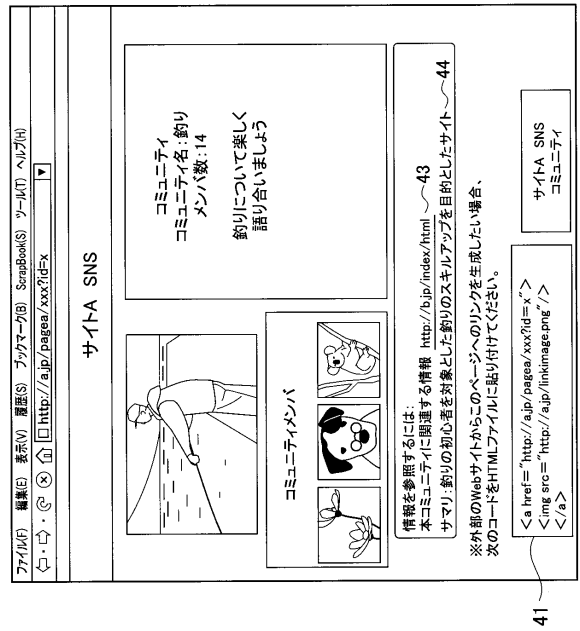 ファイル(F) 編集(E) 表示(V) 履歴(S) ブックマーク(B) ScrapBook(S) ツール(T) ヘルプ(H)
http://a.jp/pagea/xxx?id=x
サイトA SNS
コミュニティ
コミュニティ名:釣り
メンバ数:14
釣りについて楽しく
語り合いましょう
コミュニティメンバ
情報を参照するには:
本コミュニティに関連する情報 http://b.jp/index/html 43
サマリ:釣りの初心者を対象とした釣りのスキルアップを目的としたサイト 44
※外部のWebサイトからこのページへのリンクを生成したい場合、
次のコードをHTMLファイルに貼り付けてください。
<a href="http://a.jp/pagea/xxx?id=x">
<img src="http://a.jp/linkimage.png"/>
</a>
サイトA SNS
コミュニティ
41